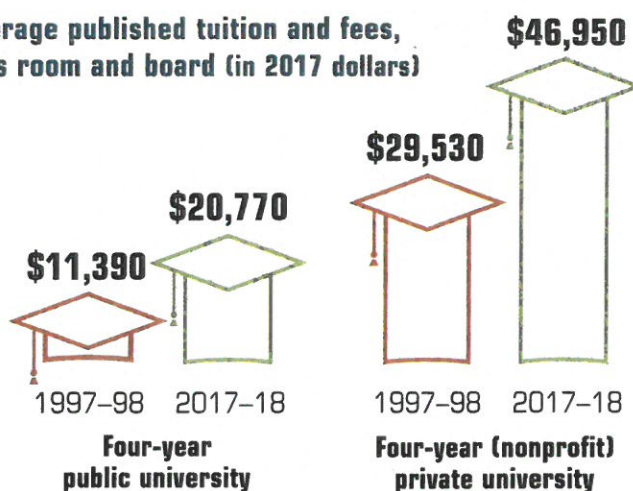 erage published tuition and fees,
s room and board (in 2017 dollars)
$46,950
$29,530
$20,770
$11,390
1997–98 2017–18 1997–98 2017–18
Four-year
public university
Four-year (nonprofit)
private university